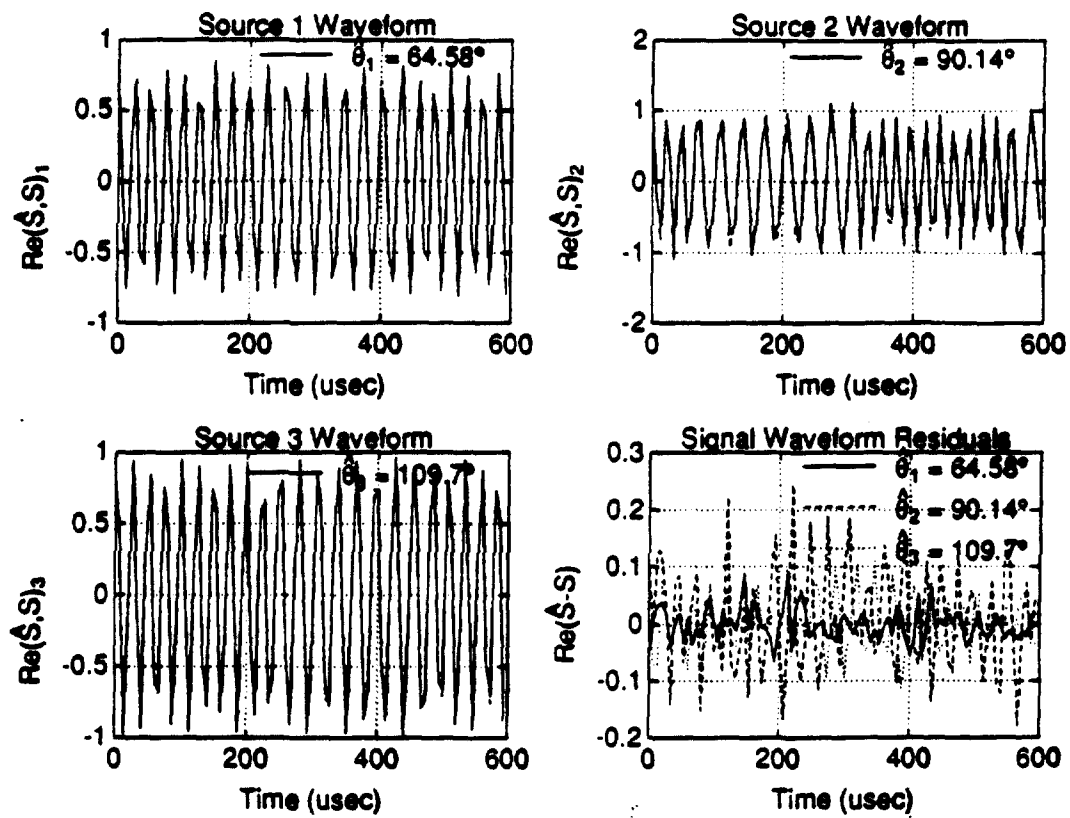 Source 1 Waveform
θ̂₁ = 64.58°
1
0.5
0
-0.5
-1
Re(Ŝ,S)₁
0 200 400 600
Time (usec)
Source 2 Waveform
θ̂₂ = 90.14°
2
1
0
-1
-2
Re(Ŝ,S)₂
0 200 400 600
Time (usec)
Source 3 Waveform
θ̂₃ = 109.7°
1
0.5
0
-0.5
-1
Re(Ŝ,S)₃
0 200 400 600
Time (usec)
Signal Waveform Residuals
θ̂₁ = 64.58°
θ̂₂ = 90.14°
θ̂₃ = 109.7°
0.3
0.2
0.1
0
-0.1
-0.2
Re(Ŝ-S)
0 200 400 600
Time (usec)